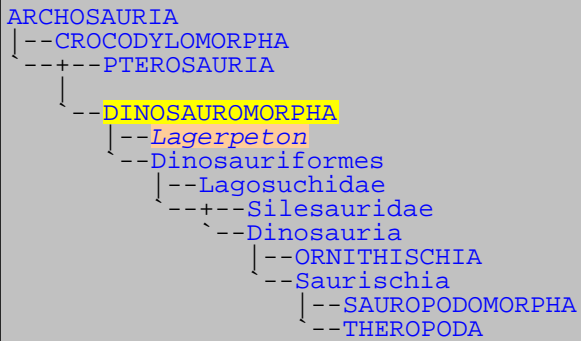 ARCHOSAURIA
|--CROCODYLOMORPHA
`--+--PTEROSAURIA
   |
   `--DINOSAUROMORPHA
      |--Lagerpeton
      `--Dinosauriformes
         |--Lagosuchidae
         `--+--Silesauridae
            `--Dinosauria
               |--ORNITHISCHIA
               `--Saurischia
                  |--SAUROPODOMORPHA
                  `--THEROPODA